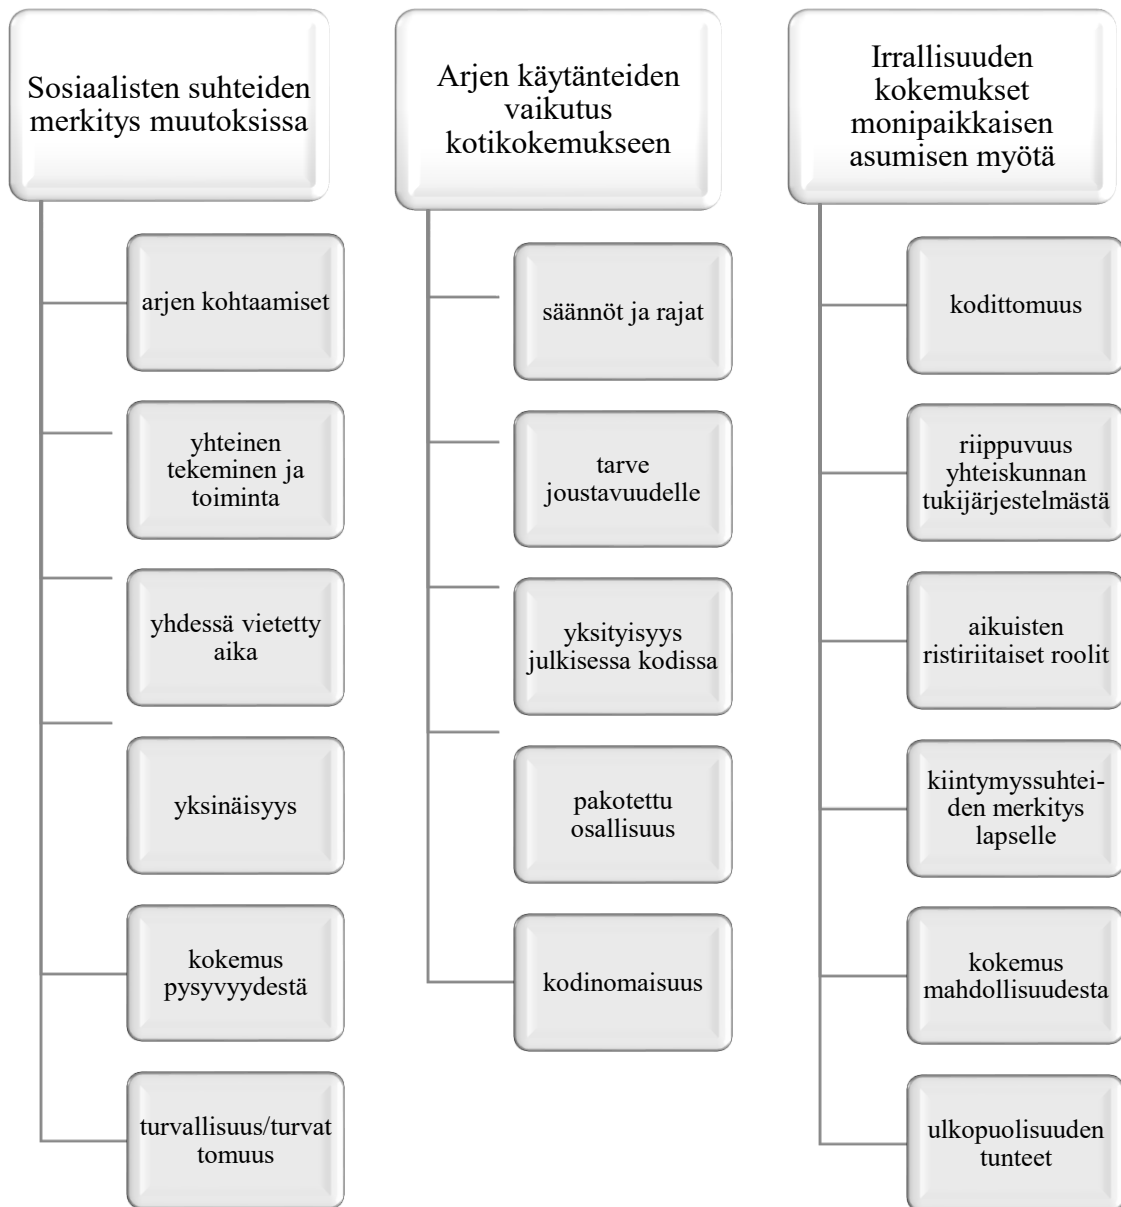 Sosiaalisten suhteiden
merkitys muutoksissa
arjen kohtaamiset
yhteinen
tekeminen ja
toiminta
yhdessä vietetty
aika
yksinäisyys
kokemus
pysyvyydestä
turvallisuus/turvat
tomuus
Arjen käytänteiden
vaikutus
kotikokemukseen
säännöt ja rajat
tarve
joustavuudelle
yksityisyys
julkisessa kodissa
pakotettu
osallisuus
kodinomaisuus
Irrallisuuden
kokemukset
monipaikkaisen
asumisen myötä
kodittomuus
riippuvuus
yhteiskunnan
tukijärjestelmästä
aikuisten
ristiriitaiset roolit
kiintymyssuhtei-
den merkitys
lapselle
kokemus
mahdollisuudesta
ulkopuolisuuden
tunteet